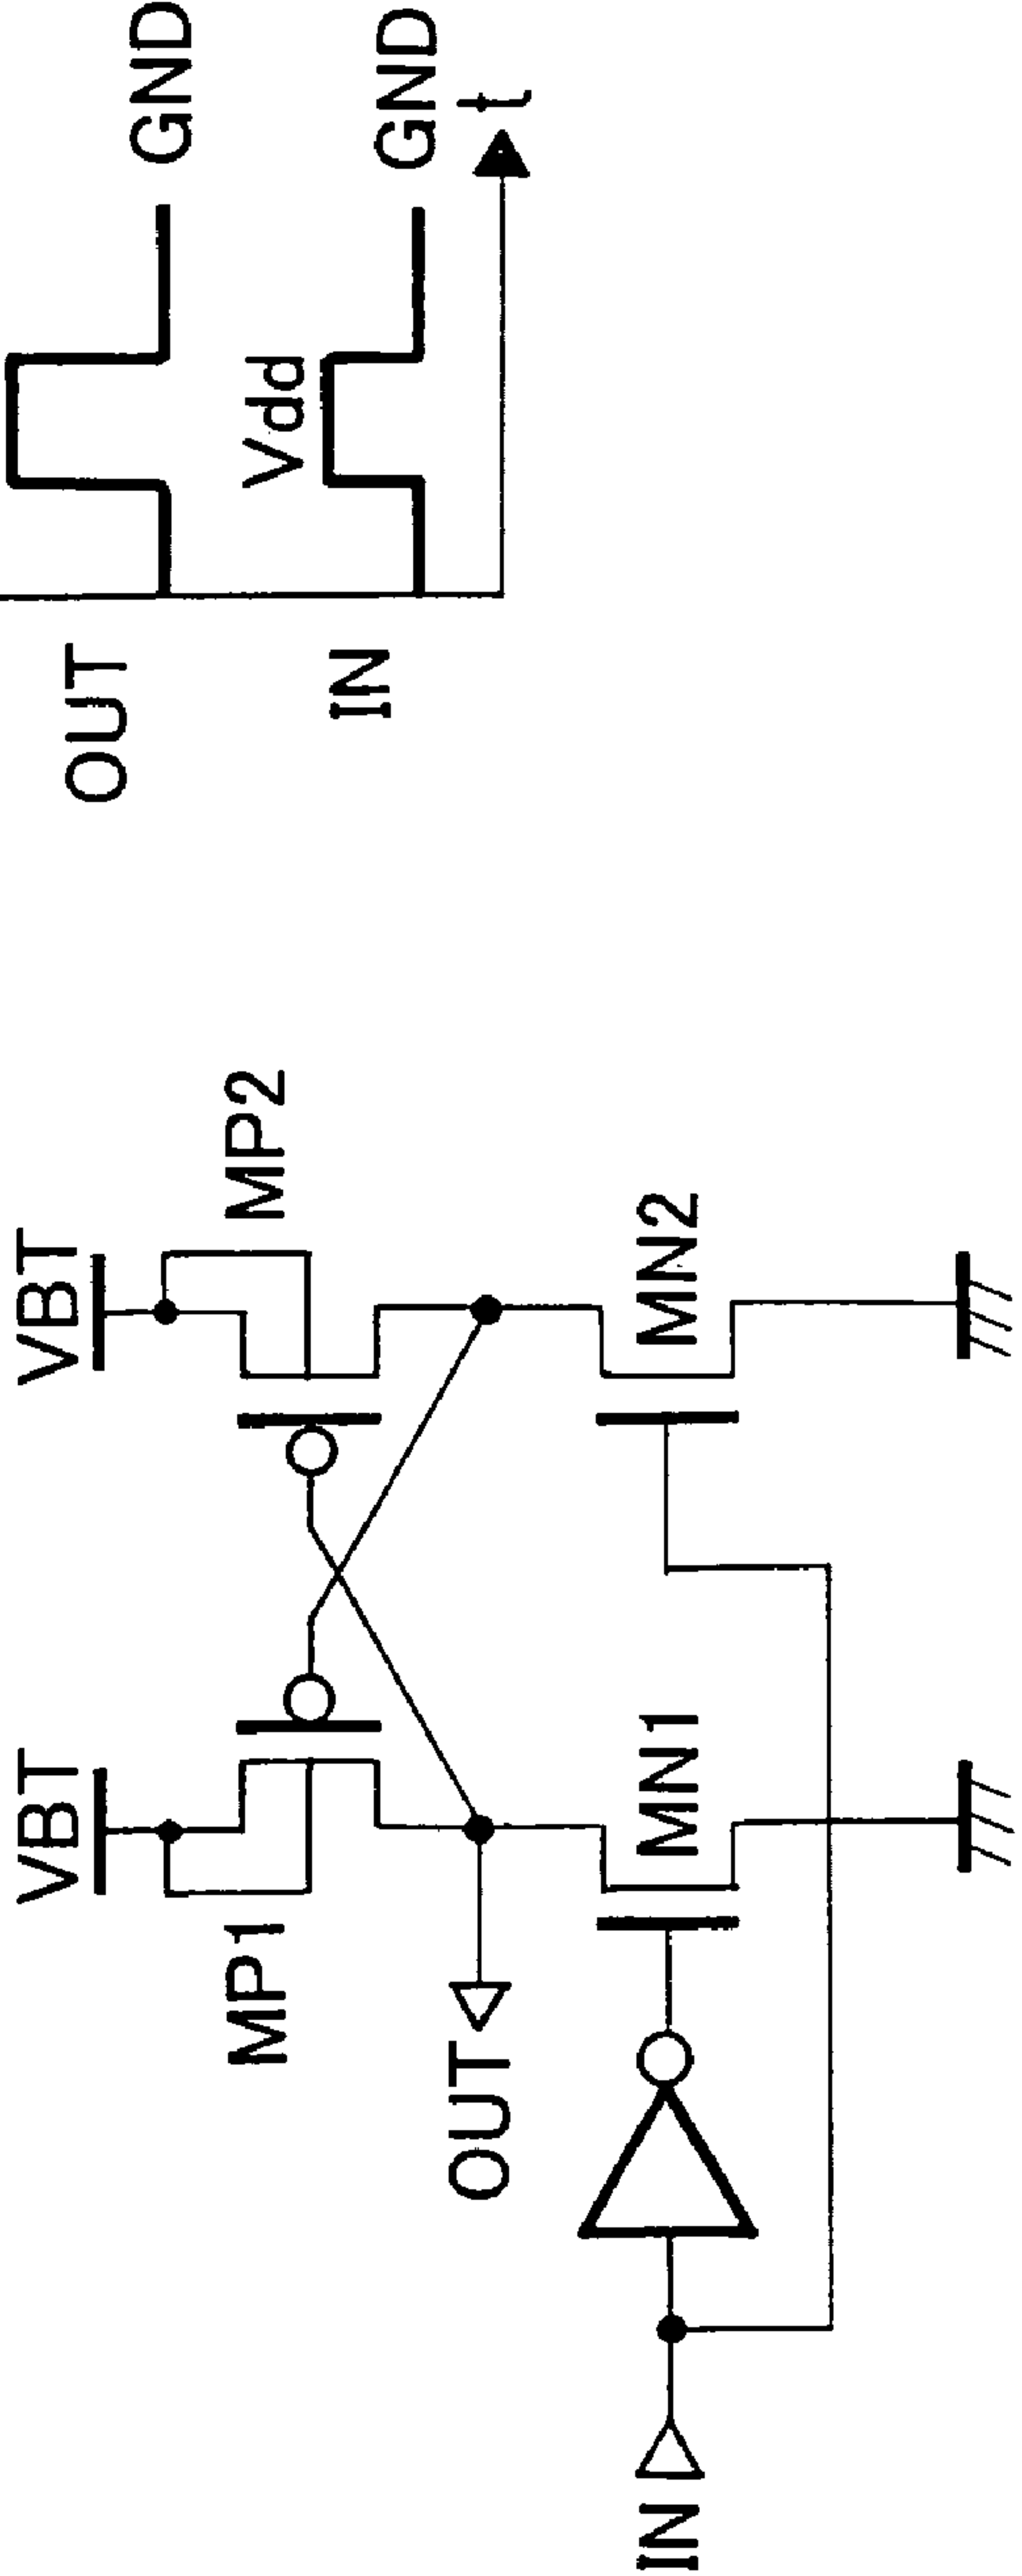 VBT
VBT
MP1
MP2
OUT
MN1
MN2
IN
OUT
GND
Vdd
IN
GND
t